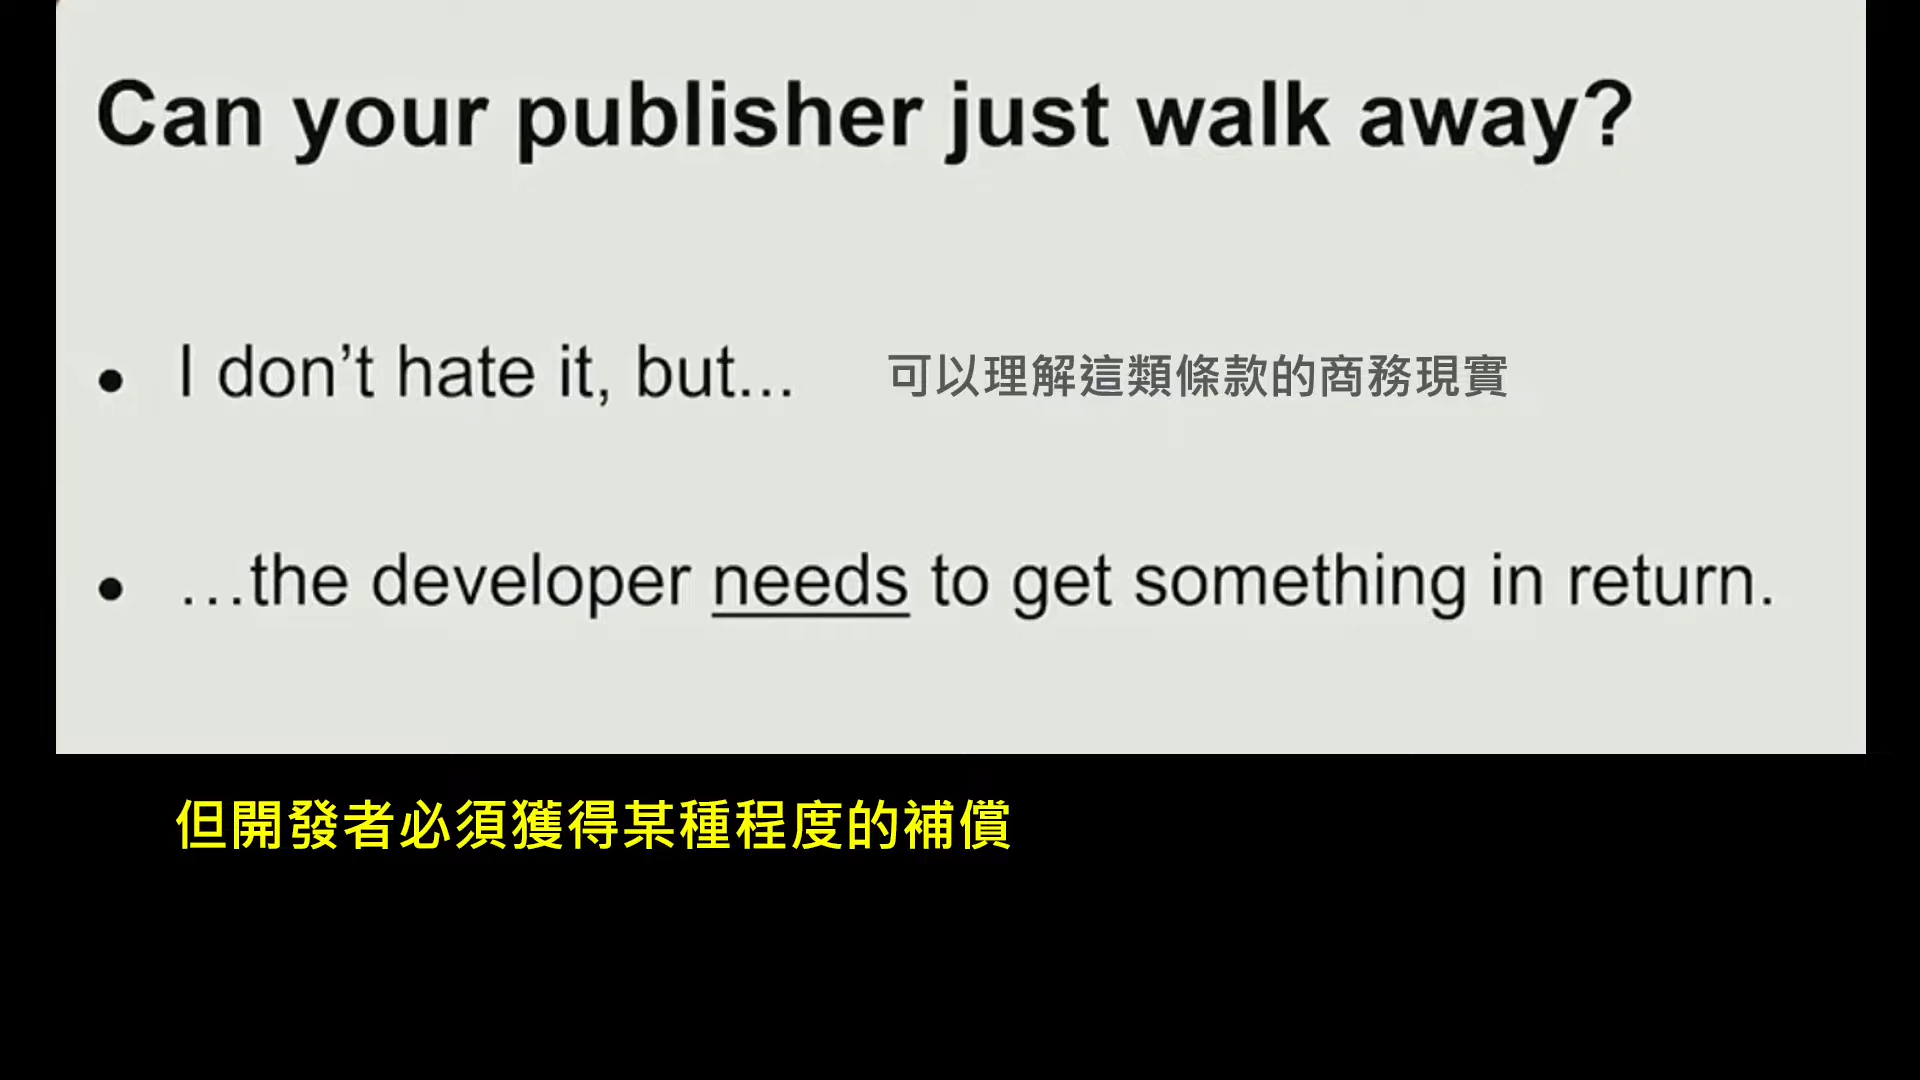 Can your publisher just walk away?
• I don’t hate it, but... 可以理解這類條款的商務現實
• …the developer needs to get something in return.
但開發者必須獲得某種程度的補償